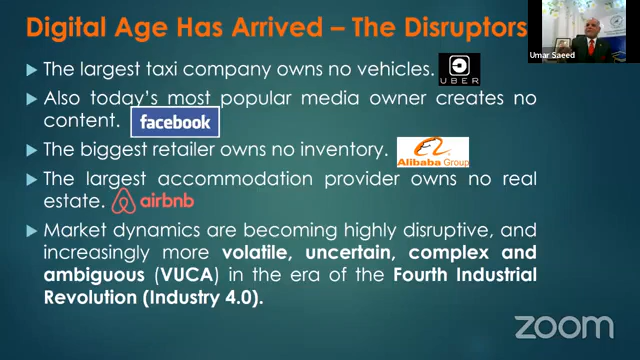 Digital Age Has Arrived – The Disruptors
Umar Saeed
The largest taxi company owns no vehicles.
UBER
Also today's most popular media owner creates no
content.
facebook
The biggest retailer owns no inventory.
Alibaba Group
The largest accommodation provider owns no real
estate.
airbnb
Market dynamics are becoming highly disruptive, and
increasingly more volatile, uncertain, complex and
ambiguous (VUCA) in the era of the Fourth Industrial
Revolution (Industry 4.0).
zoom